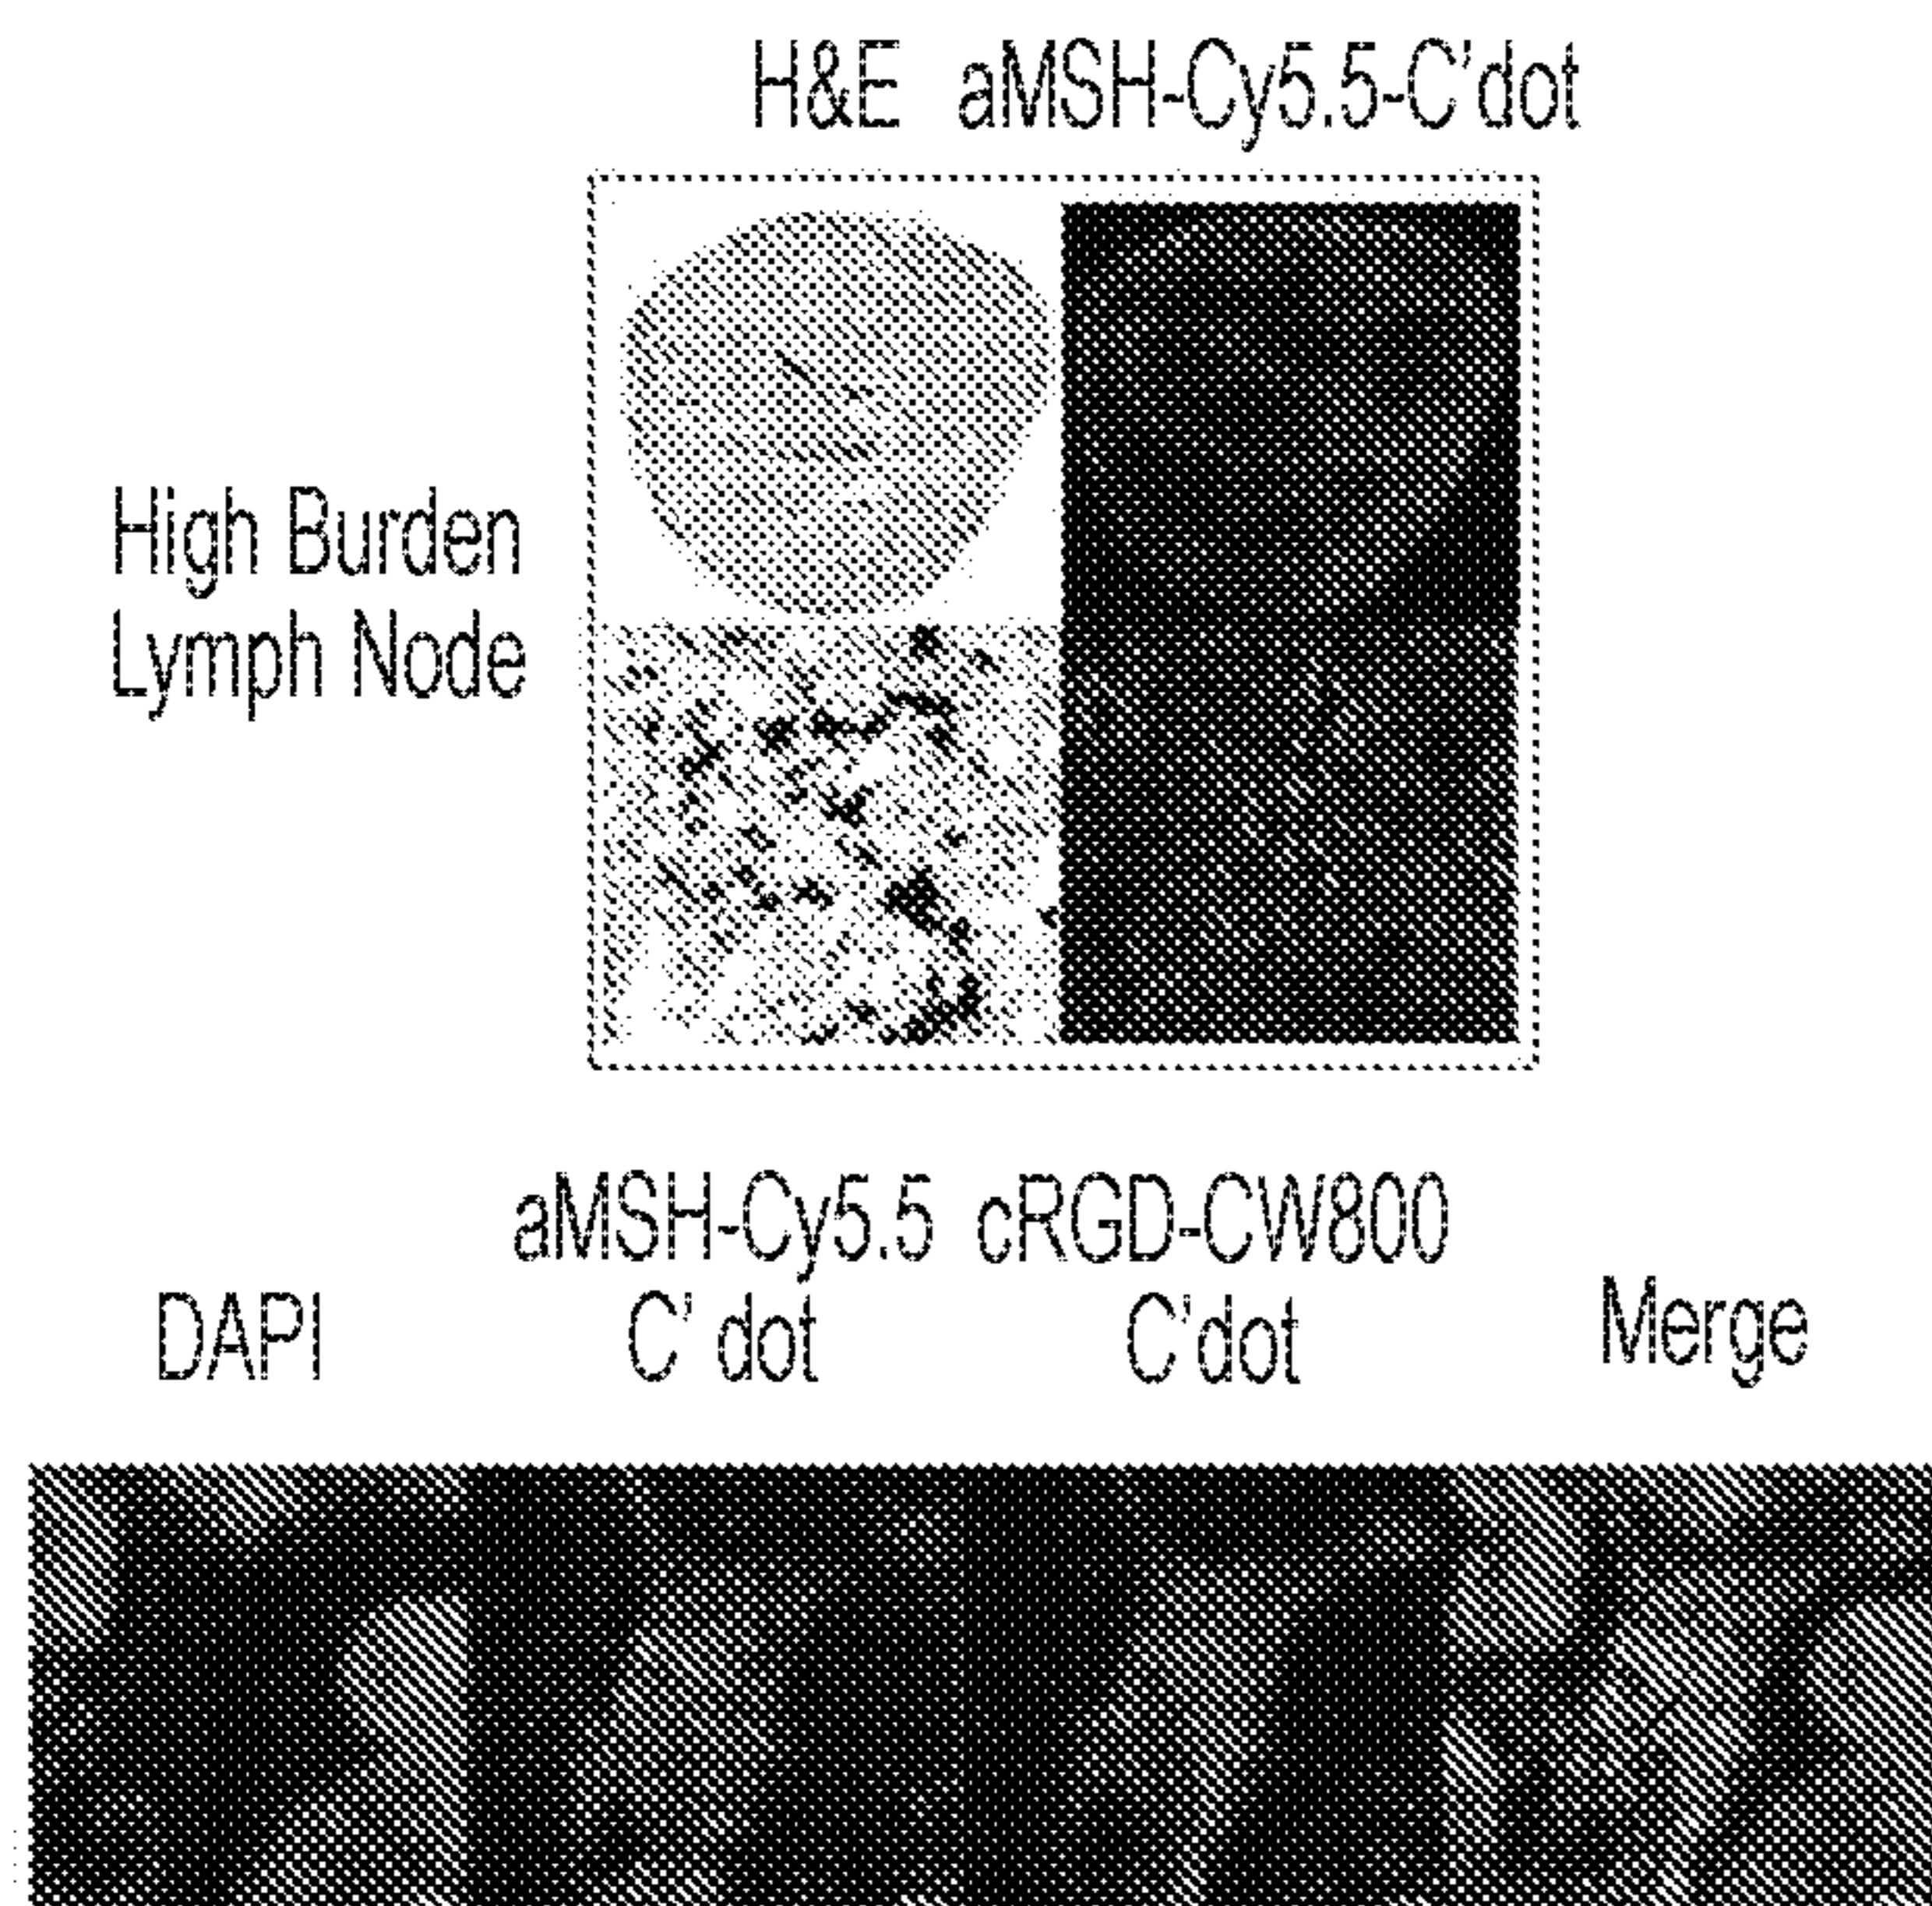 H&E aMSH-Cy5.5-C'dot
High Burden
Lymph Node
aMSH-Cy5.5 cRGD-CW800
DAPI C' dot C'dot Merge